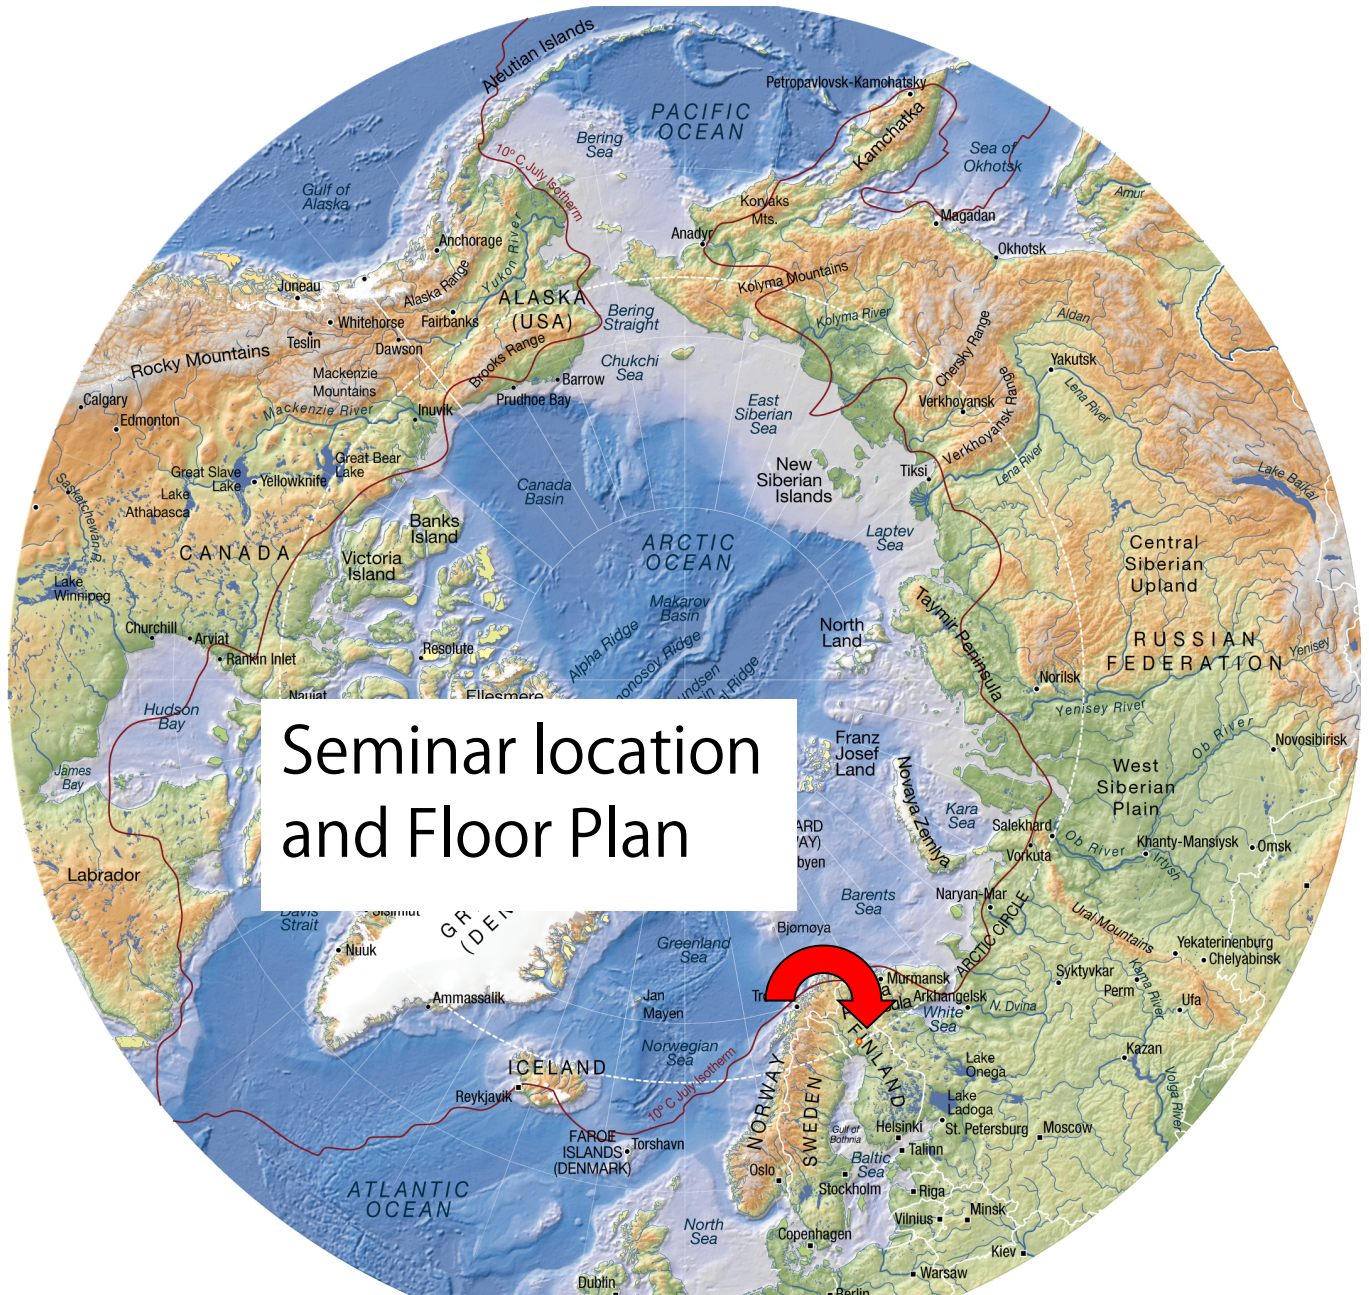 Aleutian Islands
PACIFIC
OCEAN
Petropavlovsk-Kamchatsky
Kamchatka
Bering
Sea
Sea of
Okhotsk
10° C July Isotherm
Gulf of
Alaska
Amur
Koryaks
Mts.
Magadan
Anadyr
Okhotsk
Anchorage
Yukon River
Kolyma Mountains
Juneau
Alaska Range
ALASKA
(USA)
Bering
Straight
Kolyma River
Aldan
Whitehorse
Fairbanks
Teslin
Dawson
Rocky Mountains
Brooks Range
Chukchi
Sea
Chersky Range
Yakutsk
Mackenzie
Mountains
Barrow
Prudhoe Bay
Lena River
Calgary
Edmonton
Mackenzie River
Inuvik
East
Siberian
Sea
Verkhoyansk
Verkhoyansk Range
Great Bear
Lake
Great Slave
Lake
Yellowknife
New
Siberian
Islands
Tiksi
Lena River
Lake Baikal
Saskatchewan R.
Lake
Athabasca
Canada
Basin
Banks
Island
Laptev
Sea
CANADA
Victoria
Island
ARCTIC
OCEAN
Central
Siberian
Upland
Lake
Winnipeg
Makarov
Basin
Taymir Peninsula
Churchill
Arviat
Rankin Inlet
Resolute
Alpha Ridge
North
Land
RUSSIAN
FEDERATION
Yenisey
Norilsk
Yenisey River
Hudson
Bay
Seminar location
and Floor Plan
Franz
Josef
Land
Novaya Zemlya
Ob River
Novosibirisk
James
Bay
West
Siberian
Plain
Kara
Sea
Salekhard
Vorkuta
Ob River
Khanty-Mansiysk
Irtysh
Omsk
Labrador
Barents
Sea
Naryan-Mar
ARCTIC CIRCLE
Ural Mountains
Davis
Strait
Sisimiut
Nuuk
Bjørnøya
Greenland
Sea
Yekaterinenburg
Chelyabinsk
Syktyvkar
Perm
Kama River
Ufa
Murmansk
Arkhangelsk
White
Sea
N. Dvina
Ammassalik
Jan
Mayen
Norwegian
Sea
10° C July Isotherm
FINLAND
Kazan
Volga River
Lake
Onega
Lake
Ladoga
ICELAND
Reykjavik
NORWAY
SWEDEN
Gulf of
Bothnia
Helsinki
St. Petersburg
Moscow
FAROE
ISLANDS
(DENMARK)
Torshavn
Talinn
Oslo
Baltic
Sea
Stockholm
Riga
ATLANTIC
OCEAN
Vilnius
Minsk
North
Sea
Copenhagen
Kiev
Warsaw
Dublin
Berlin